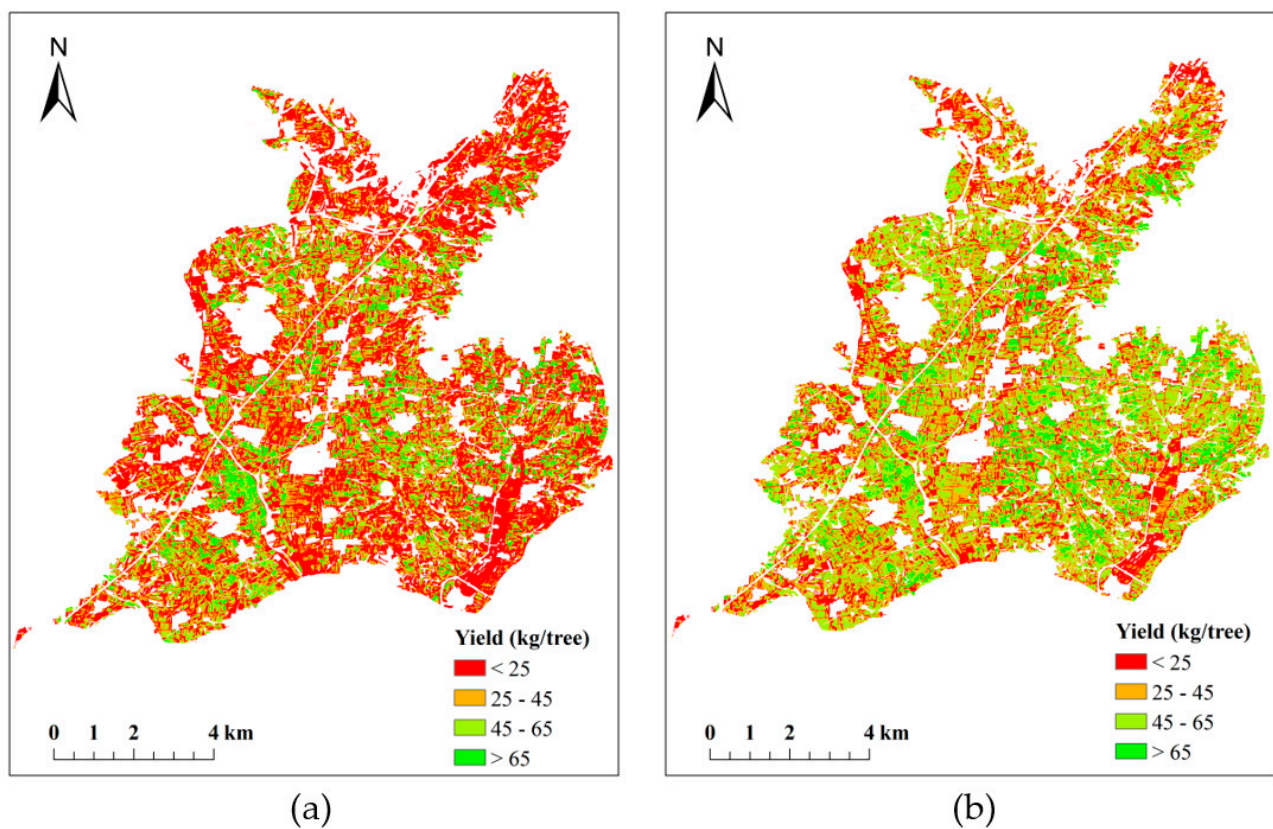 N
Yield (kg/tree)
< 25
25 - 45
45 - 65
> 65
0 1 2 4 km
(a)
N
Yield (kg/tree)
< 25
25 - 45
45 - 65
> 65
0 1 2 4 km
(b)